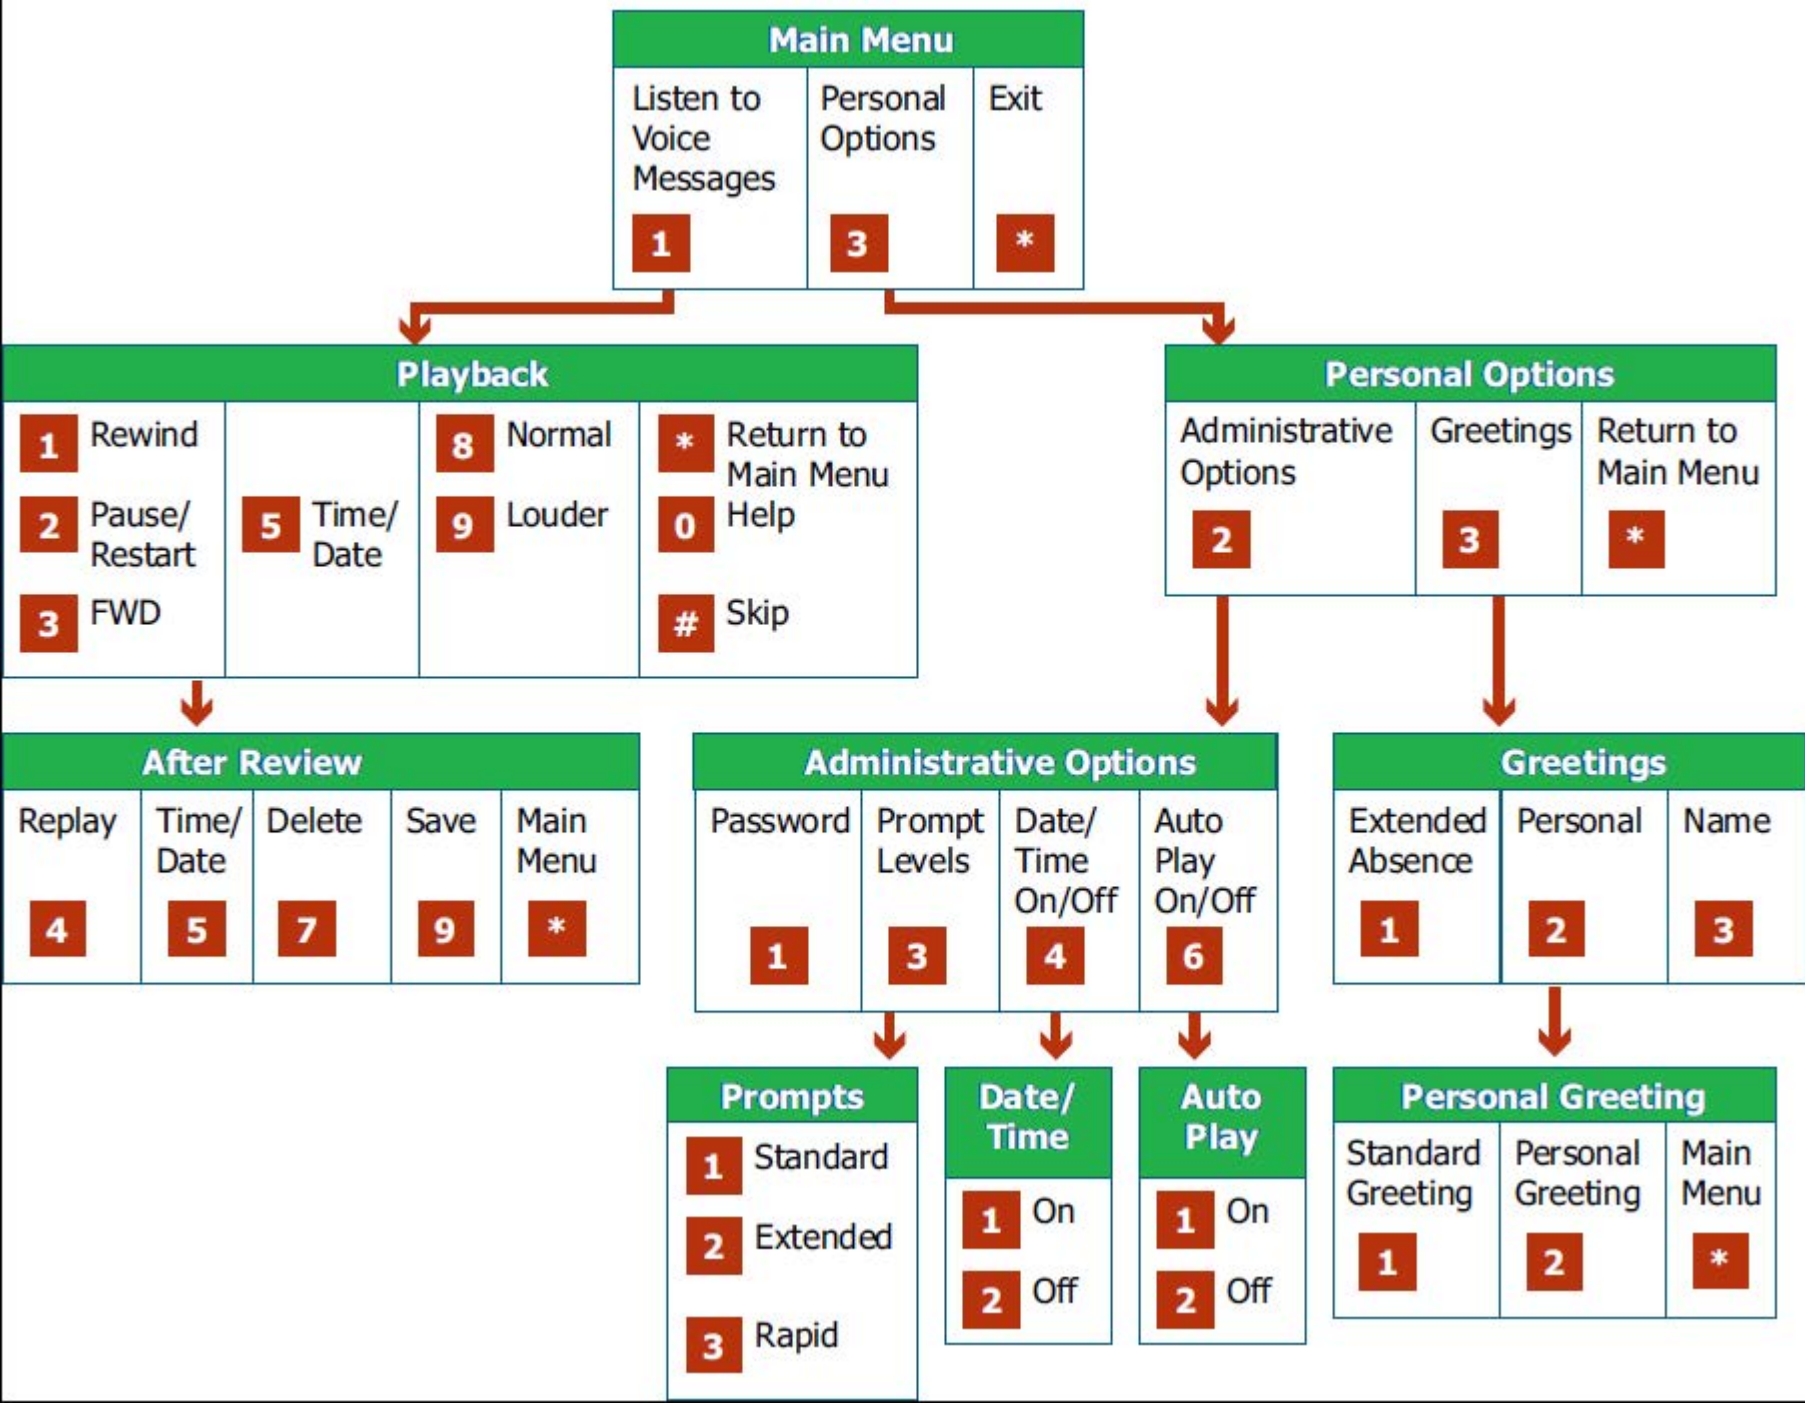 Main Menu
Listen to
Voice
Messages
1
Personal
Options
3
Exit
*
Playback
1 Rewind
2 Pause/
Restart
3 FWD
5 Time/
Date
8 Normal
9 Louder
* Return to
Main Menu
0 Help
# Skip
Personal Options
Administrative
Options
2
Greetings
3
Return to
Main Menu
*
After Review
Replay
4
Time/
Date
5
Delete
7
Save
9
Main
Menu
*
Administrative Options
Password
1
Prompt
Levels
3
Date/
Time
On/Off
4
Auto
Play
On/Off
6
Greetings
Extended
Absence
1
Personal
2
Name
3
Prompts
1 Standard
2 Extended
3 Rapid
Date/
Time
1 On
2 Off
Auto
Play
1 On
2 Off
Personal Greeting
Standard
Greeting
1
Personal
Greeting
2
Main
Menu
*